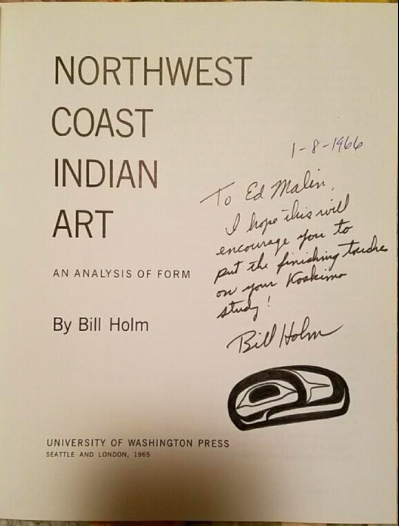 NORTHWEST
COAST
INDIAN
ART
AN ANALYSIS OF FORM
By Bill Holm
1-8-1966
To Ed Malin,
I hope this will
encourage you to
put the finishing touches
on your Koskimo
study!
Bill Holm
UNIVERSITY OF WASHINGTON PRESS
SEATTLE AND LONDON, 1965